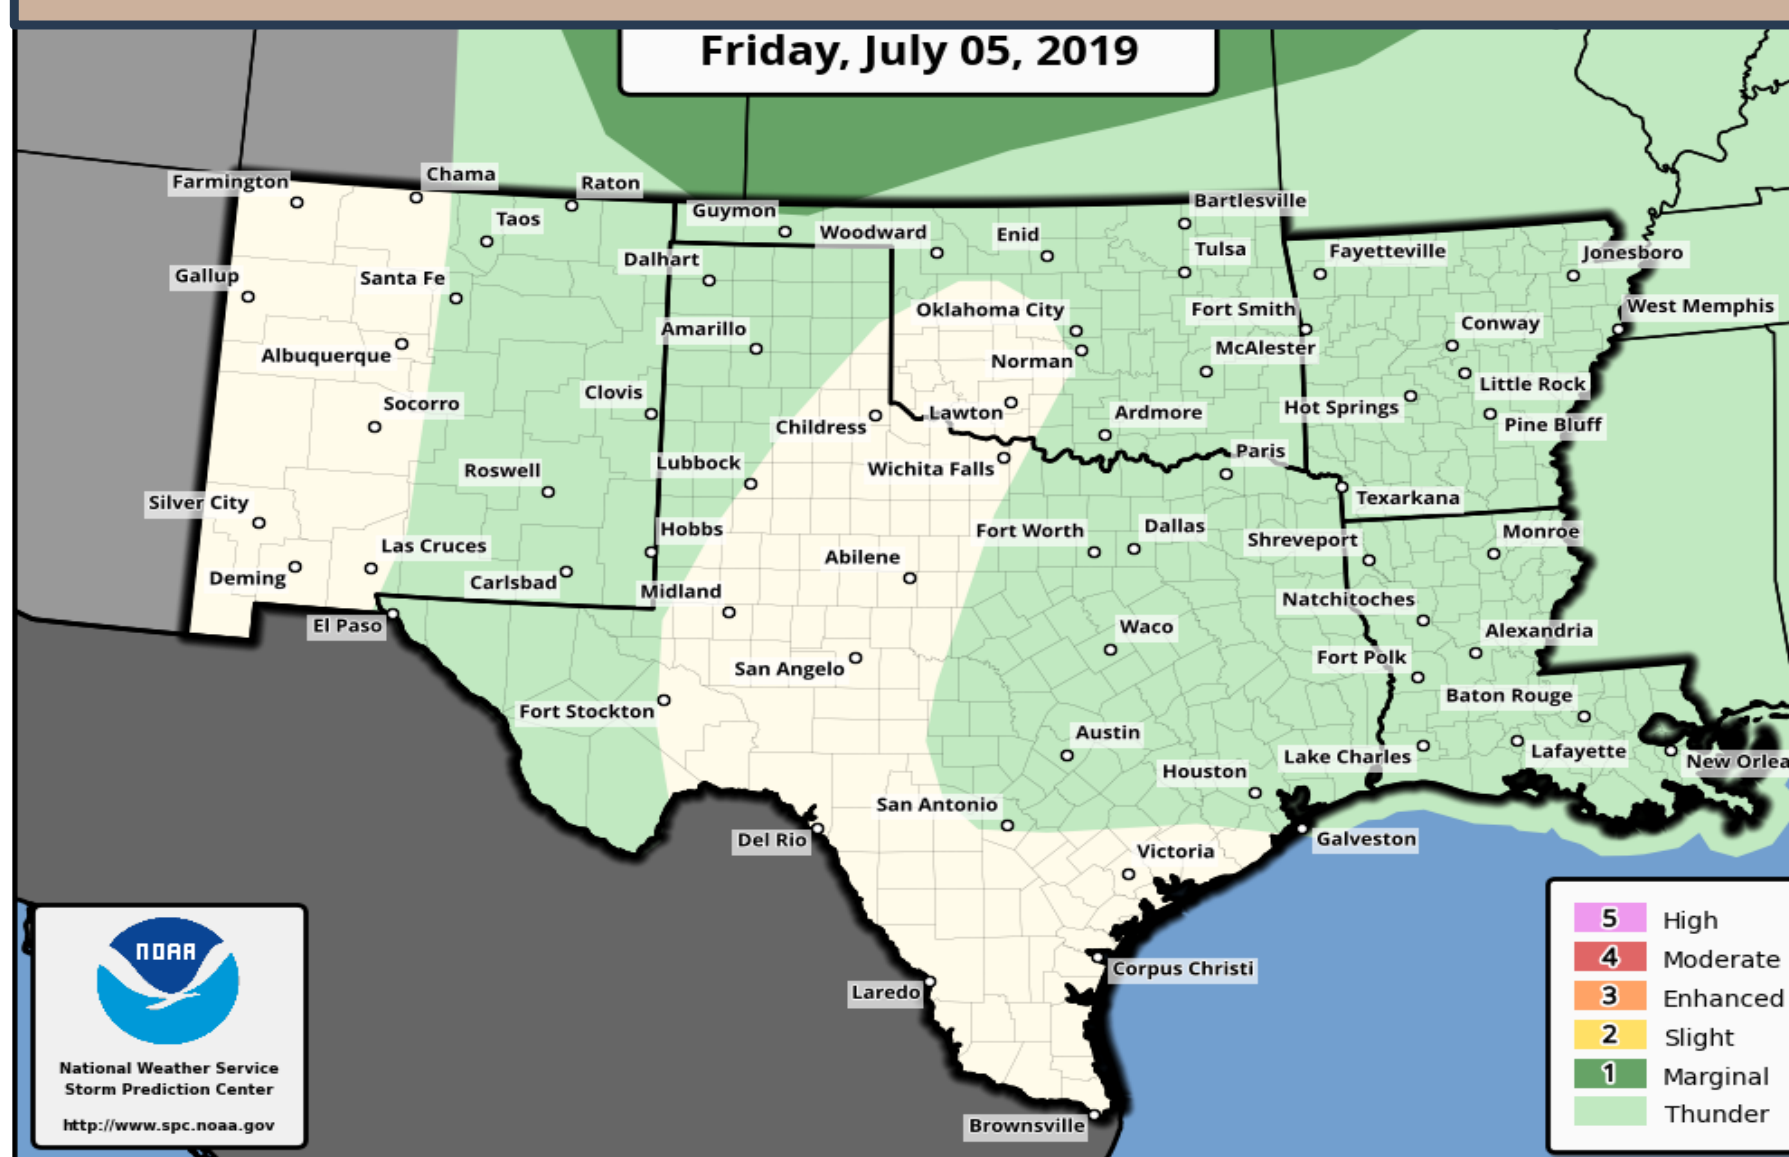 Friday, July 05, 2019
Farmington
Chama
Raton
Taos
Guymon
Woodward
Enid
Bartlesville
Tulsa
Fayetteville
Jonesboro
Gallup
Santa Fe
Dalhart
Oklahoma City
Fort Smith
West Memphis
Albuquerque
Amarillo
Norman
McAlester
Conway
Socorro
Clovis
Childress
Lawton
Ardmore
Hot Springs
Little Rock
Pine Bluff
Roswell
Lubbock
Wichita Falls
Paris
Texarkana
Silver City
Las Cruces
Hobbs
Fort Worth
Dallas
Shreveport
Monroe
Deming
Carlsbad
Midland
Abilene
Natchitoches
El Paso
San Angelo
Waco
Fort Polk
Alexandria
Fort Stockton
Austin
Baton Rouge
Houston
Lake Charles
Lafayette
New Orlea
San Antonio
Del Rio
Victoria
Galveston
Laredo
Corpus Christi
Brownsville
NOAA
National Weather Service
Storm Prediction Center
http://www.spc.noaa.gov
5 High
4 Moderate
3 Enhanced
2 Slight
1 Marginal
Thunder